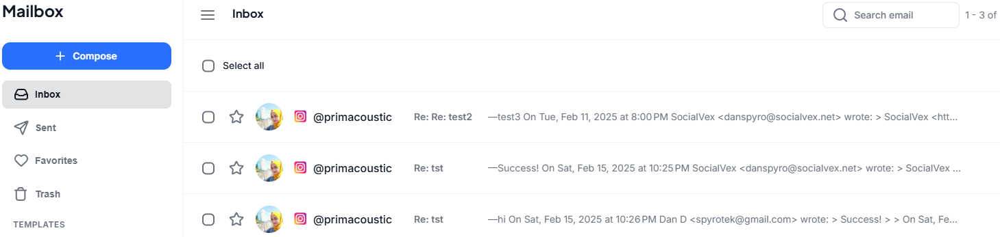 Mailbox
Inbox
Search email
1 - 3 of
Compose
Select all
Inbox
@primacoustic Re: Re: test2 —test3 On Tue, Feb 11, 2025 at 8:00 PM SocialVex <danspyro@socialvex.net> wrote: > SocialVex <htt...
Sent
Favorites
@primacoustic Re: tst —Success! On Sat, Feb 15, 2025 at 10:25 PM SocialVex <danspyro@socialvex.net> wrote: > SocialVex ...
Trash
TEMPLATES
@primacoustic Re: tst —hi On Sat, Feb 15, 2025 at 10:26 PM Dan D <spyrotek@gmail.com> wrote: > Success! > > On Sat, Fe...